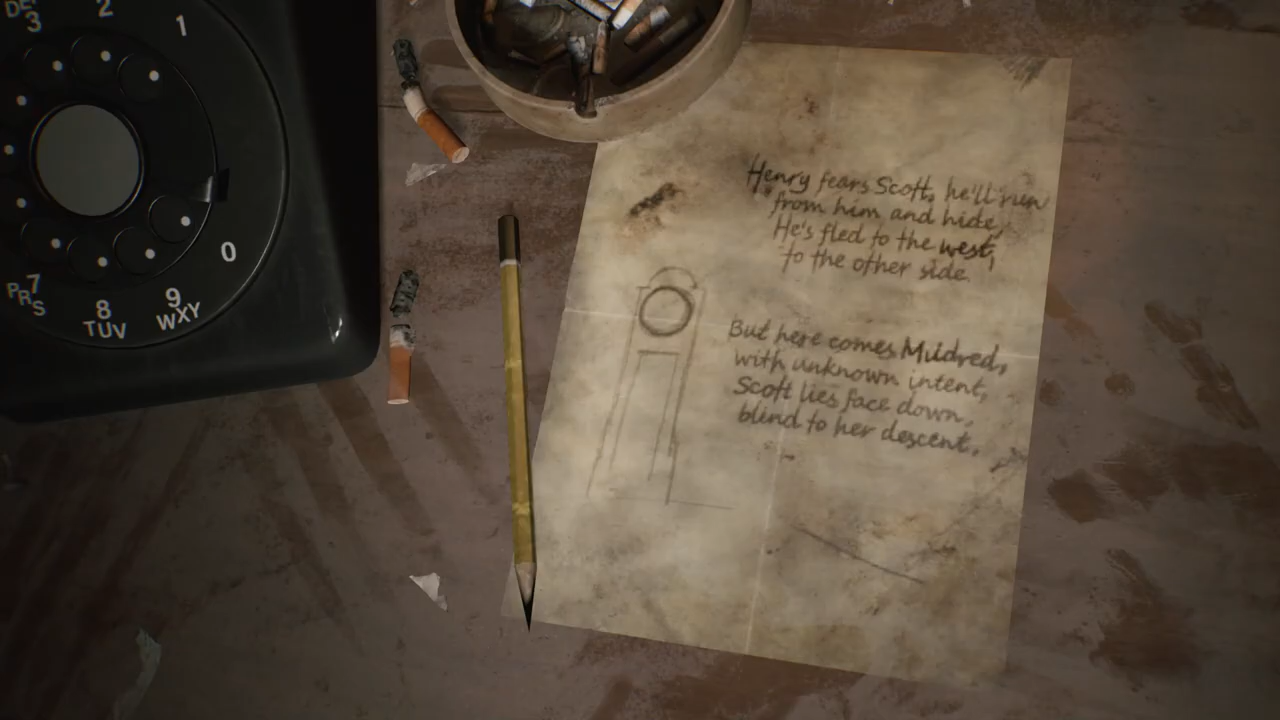 DEF
3
2
1
0
PRS
7
8
TUV
9
WXY
Henry fears Scott, he'll run
from him and hide,
He's fled to the west,
to the other side.
But here comes Mildred,
with unknown intent,
Scott lies face down,
blind to her descent.